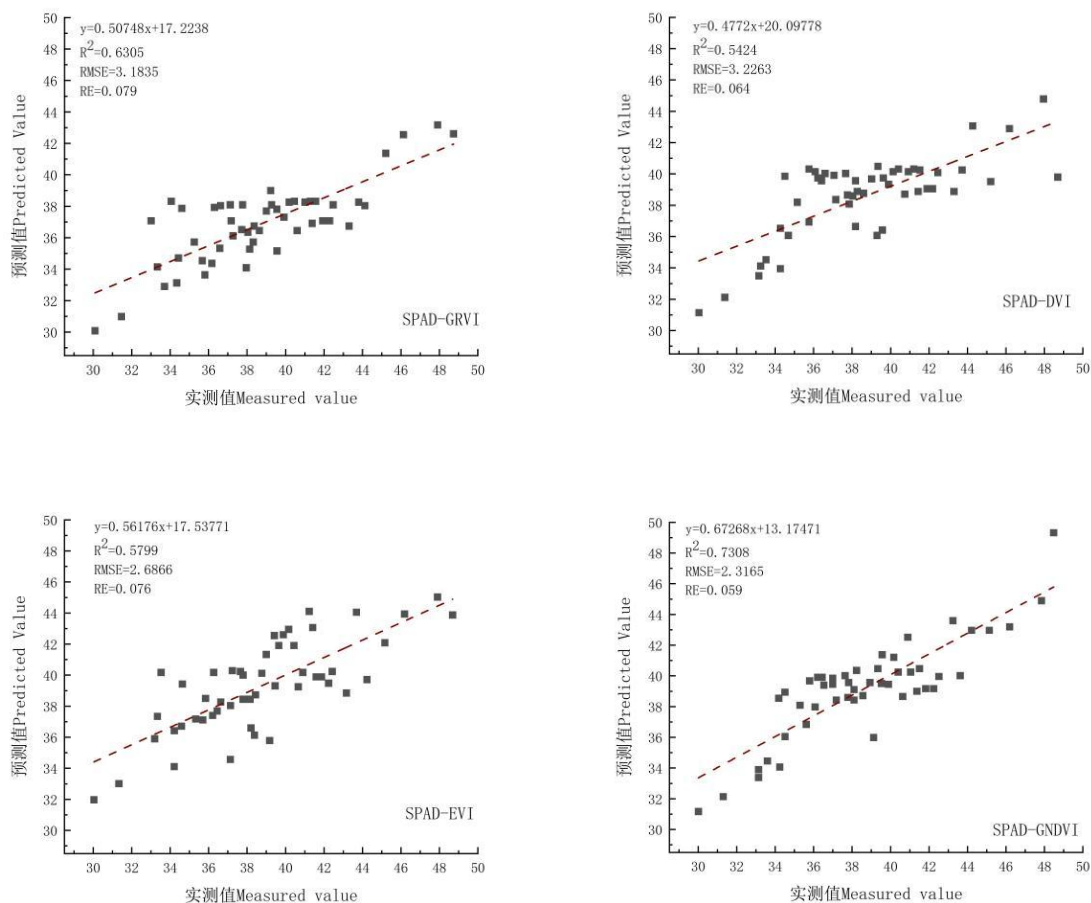 y=0.50748x+17.2238
R2=0.6305
RMSE=3.1835
RE=0.079
50
48
46
44
42
40
38
36
34
32
30
预测值Predicted Value
SPAD-GRVI
30 32 34 36 38 40 42 44 46 48 50
实测值Measured value
y=0.4772x+20.09778
R2=0.5424
RMSE=3.2263
RE=0.064
50
48
46
44
42
40
38
36
34
32
30
预测值Predicted Value
SPAD-DVI
30 32 34 36 38 40 42 44 46 48 50
实测值Measured value
y=0.56176x+17.53771
R2=0.5799
RMSE=2.6866
RE=0.076
50
48
46
44
42
40
38
36
34
32
30
预测值Predicted Value
SPAD-EVI
30 32 34 36 38 40 42 44 46 48 50
实测值Measured value
y=0.67268x+13.17471
R2=0.7308
RMSE=2.3165
RE=0.059
50
48
46
44
42
40
38
36
34
32
30
预测值Predicted Value
SPAD-GNDVI
30 32 34 36 38 40 42 44 46 48 50
实测值Measured value